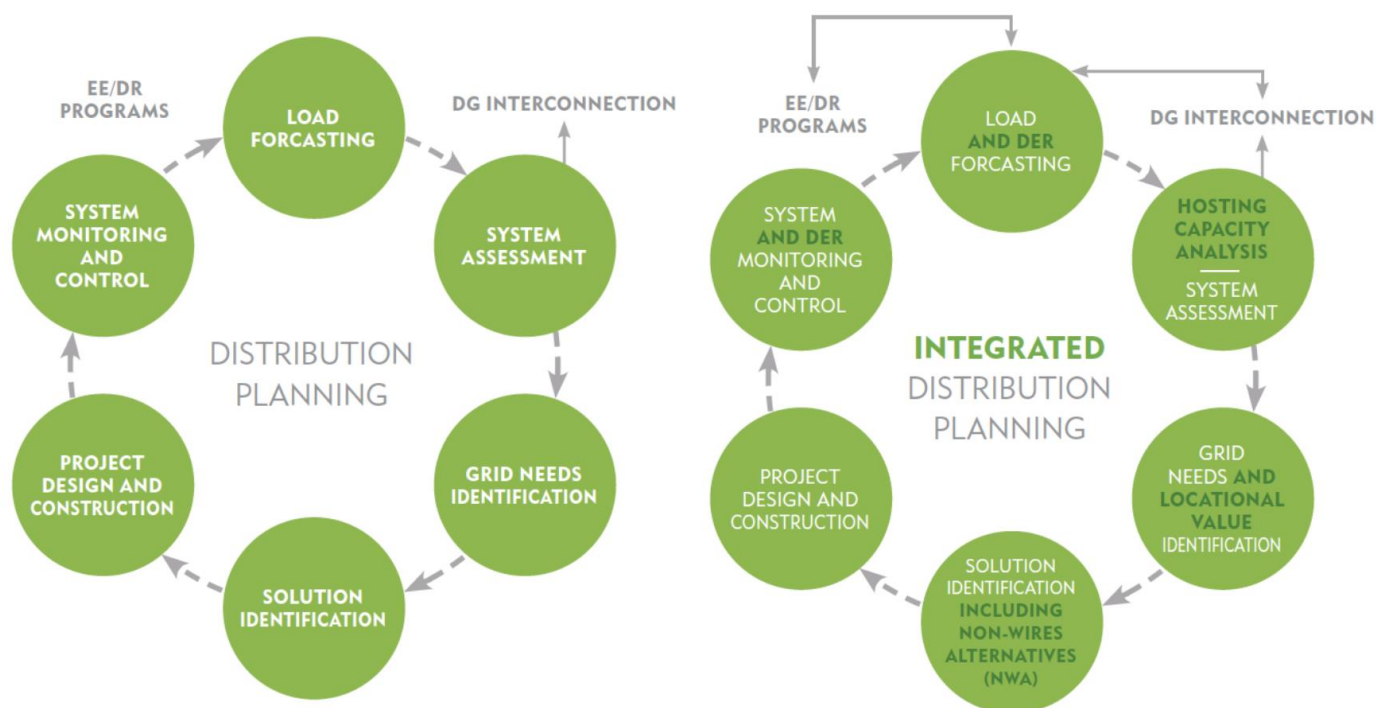 EE/DR
PROGRAMS
LOAD
FORCASTING
DG INTERCONNECTION
SYSTEM
MONITORING
AND
CONTROL
SYSTEM
ASSESSMENT
DISTRIBUTION
PLANNING
PROJECT
DESIGN AND
CONSTRUCTION
GRID NEEDS
IDENTIFICATION
SOLUTION
IDENTIFICATION
EE/DR
PROGRAMS
LOAD
AND DER
FORCASTING
DG INTERCONNECTION
SYSTEM
AND DER
MONITORING
AND
CONTROL
HOSTING
CAPACITY
ANALYSIS
SYSTEM
ASSESSMENT
INTEGRATED
DISTRIBUTION
PLANNING
PROJECT
DESIGN AND
CONSTRUCTION
GRID
NEEDS AND
LOCATIONAL
VALUE
IDENTIFICATION
SOLUTION
IDENTIFICATION
INCLUDING
NON-WIRES
ALTERNATIVES
(NWA)